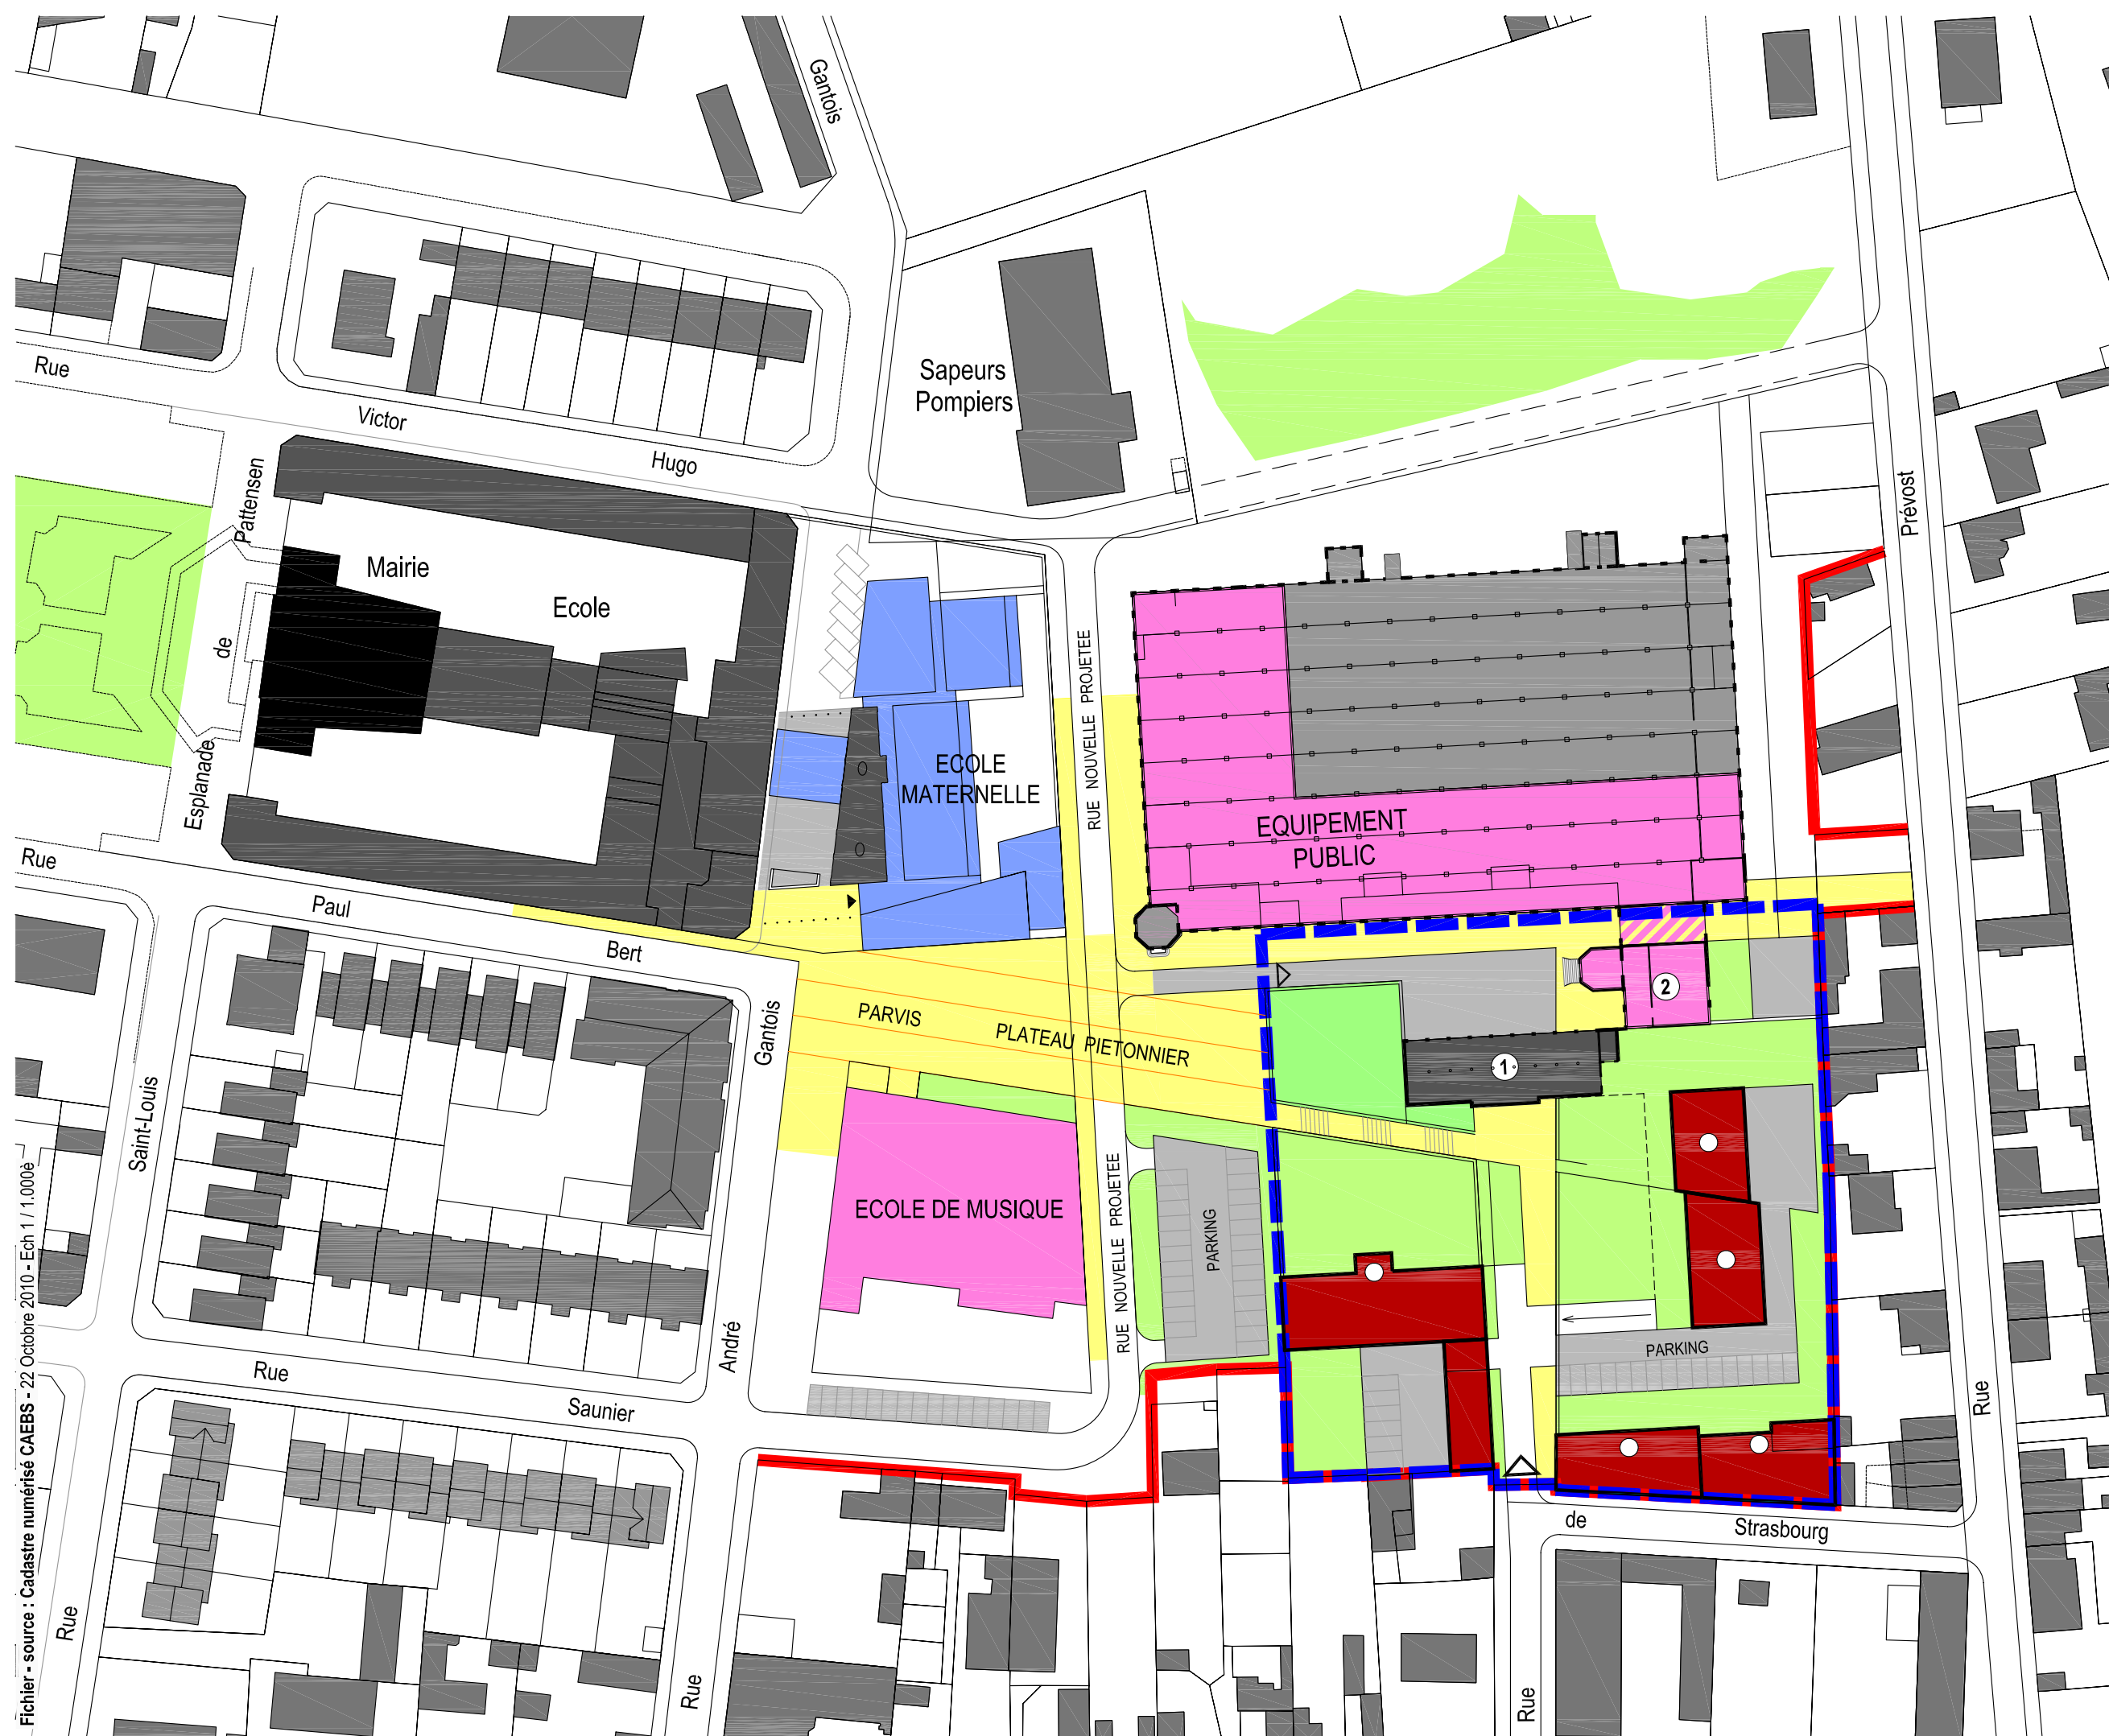 Gantois
Rue
Victor
Hugo
Sapeurs
Pompiers
Pattensen
de
Esplanade
Mairie
Ecole
Prévost
RUE NOUVELLE PROJETEE
ECOLE
MATERNELLE
EQUIPEMENT
PUBLIC
Rue
Paul
Bert
2
PARVIS
PLATEAU PIETONNIER
Gantois
1
Saint-Louis
ECOLE DE MUSIQUE
RUE NOUVELLE PROJETEE
PARKING
André
PARKING
Rue
Saunier
Rue
de
Strasbourg
Rue
Rue
Rue
Fichier - source : Cadastre numérisé CAEBS - 22 Octobre 2010 - Ech 1 / 1.000è